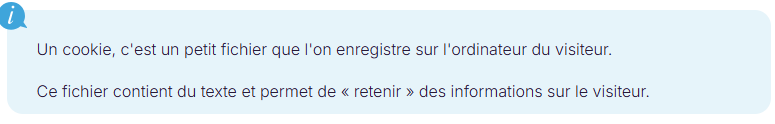 Un cookie, c'est un petit fichier que l'on enregistre sur l'ordinateur du visiteur.
Ce fichier contient du texte et permet de « retenir » des informations sur le visiteur.